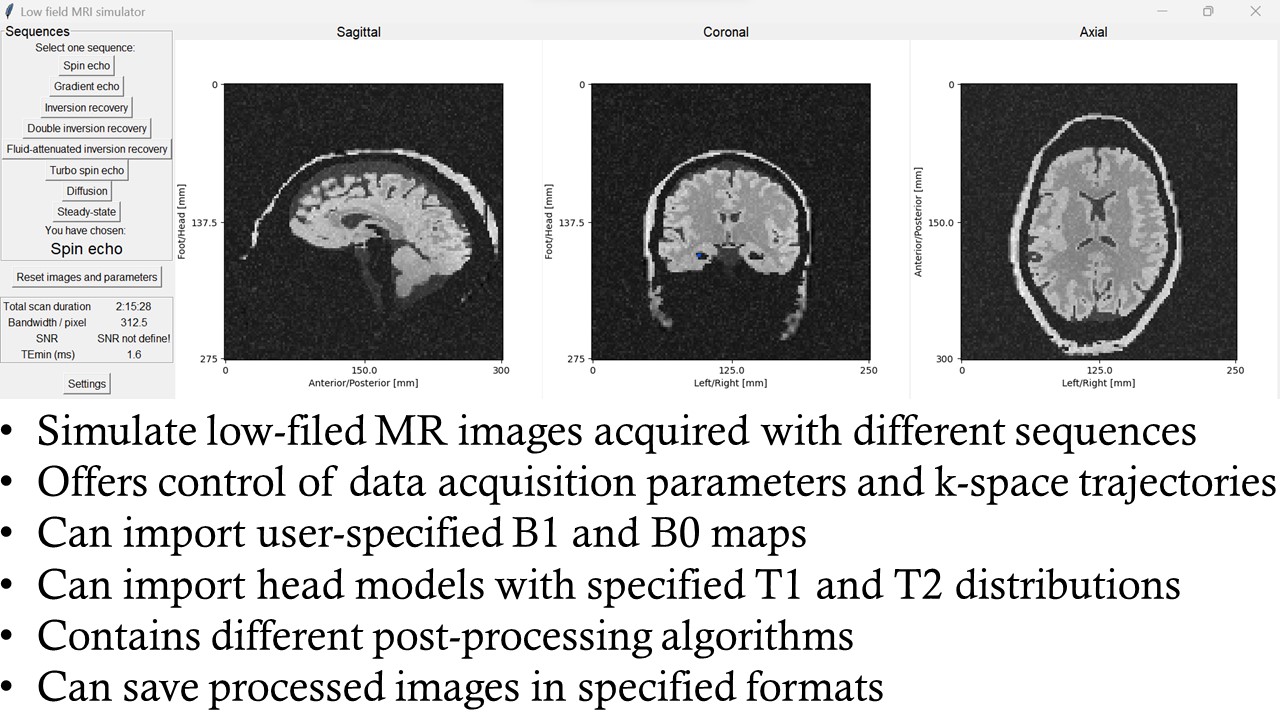 Low field MRI simulator
Sequences
Select one sequence:
Spin echo
Gradient echo
Inversion recovery
Double inversion recovery
Fluid-attenuated inversion recovery
Turbo spin echo
Diffusion
Steady-state
You have chosen:
Spin echo
Reset images and parameters
Total scan duration 2:15:28
Bandwidth / pixel 312.5
SNR SNR not define!
TEmin (ms) 1.6
Settings
Sagittal
0
137.5
275
Foot/Head [mm]
0 150.0 300
Anterior/Posterior [mm]
Coronal
0
137.5
275
Foot/Head [mm]
0 125.0 250
Left/Right [mm]
Axial
0
150.0
300
Anterior/Posterior [mm]
0 125.0 250
Left/Right [mm]
• Simulate low-filed MR images acquired with different sequences
• Offers control of data acquisition parameters and k-space trajectories
• Can import user-specified B1 and B0 maps
• Can import head models with specified T1 and T2 distributions
• Contains different post-processing algorithms
• Can save processed images in specified formats